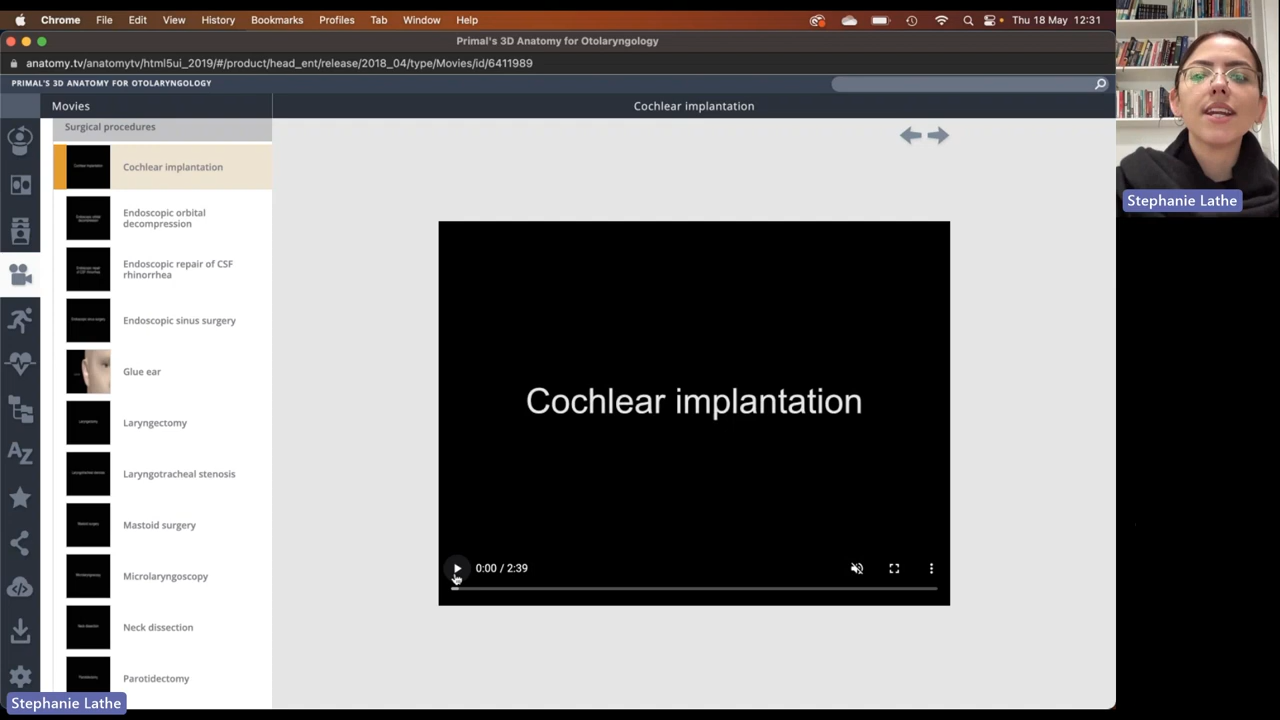 Chrome File Edit View History Bookmarks Profiles Tab Window Help Thu 18 May 12:31
Primal's 3D Anatomy for Otolaryngology
anatomy.tv/anatomytv/html5ui_2019/#/product/head_ent/release/2018_04/type/Movies/id/6411989
PRIMAL'S 3D ANATOMY FOR OTOLARYNGOLOGY
Movies
Cochlear implantation
Surgical procedures
Cochlear implantation
Endoscopic orbital
decompression
Endoscopic repair of CSF
rhinorrhea
Endoscopic sinus surgery
Glue ear
Laryngectomy
Laryngotracheal stenosis
Mastoid surgery
Microlaryngoscopy
Neck dissection
Parotidectomy
AZ
Cochlear implantation
0:00 / 2:39
Stephanie Lathe
Stephanie Lathe